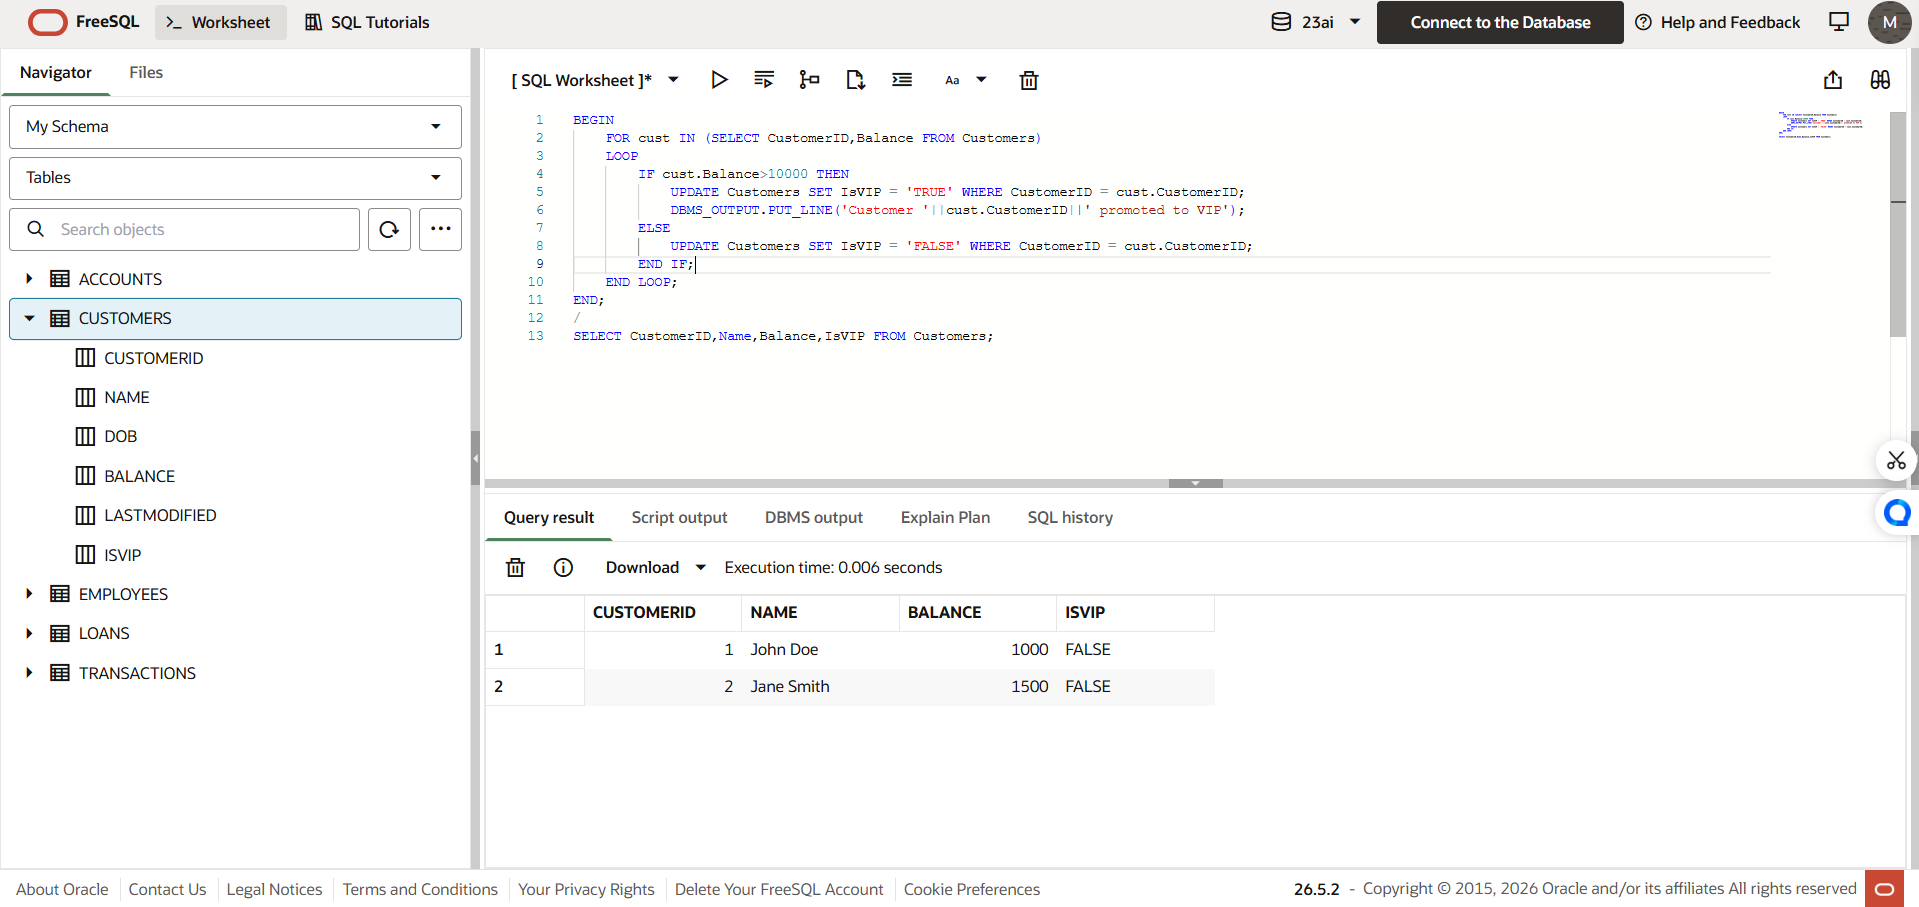 FreeSQL
>_ Worksheet
SQL Tutorials
23ai
Connect to the Database
Help and Feedback
M
Navigator
Files
My Schema
Tables
Search objects
ACCOUNTS
CUSTOMERS
CUSTOMERID
NAME
DOB
BALANCE
LASTMODIFIED
ISVIP
EMPLOYEES
LOANS
TRANSACTIONS
[ SQL Worksheet ]*
Aa
1 BEGIN
2 FOR cust IN (SELECT CustomerID,Balance FROM Customers)
3 LOOP
4 IF cust.Balance>10000 THEN
5 UPDATE Customers SET IsVIP = 'TRUE' WHERE CustomerID = cust.CustomerID;
6 DBMS_OUTPUT.PUT_LINE('Customer '||cust.CustomerID||' promoted to VIP');
7 ELSE
8 UPDATE Customers SET IsVIP = 'FALSE' WHERE CustomerID = cust.CustomerID;
9 END IF;
10 END LOOP;
11 END;
12 /
13 SELECT CustomerID,Name,Balance,IsVIP FROM Customers;
Query result
Script output
DBMS output
Explain Plan
SQL history
Download
Execution time: 0.006 seconds
CUSTOMERID NAME BALANCE ISVIP
1 1 John Doe 1000 FALSE
2 2 Jane Smith 1500 FALSE
About Oracle
Contact Us
Legal Notices
Terms and Conditions
Your Privacy Rights
Delete Your FreeSQL Account
Cookie Preferences
26.5.2 - Copyright © 2015, 2026 Oracle and/or its affiliates All rights reserved